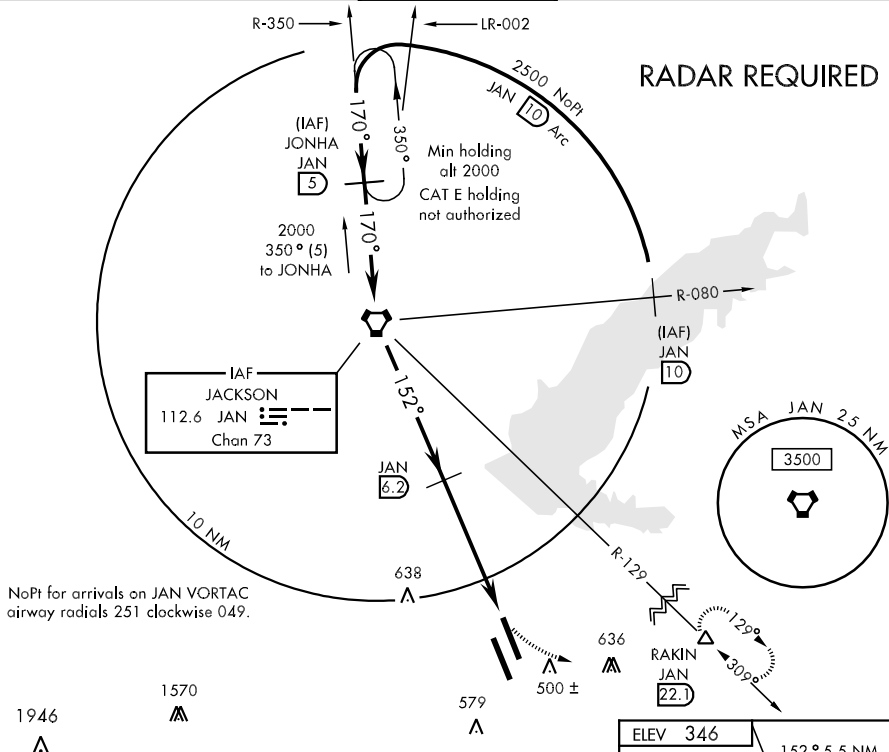 R-350
LR-002
RADAR REQUIRED
2500 NoPt
JAN 10 Arc
(IAF)
JONHA
JAN
5
170°
350°
Min holding
alt 2000
CAT E holding
not authorized
2000
350° (5)
to JONHA
170°
R-080
(IAF)
JAN
10
IAF
JACKSON
112.6 JAN
Chan 73
152°
JAN
6.2
MSA JAN 25 NM
3500
10 NM
R-129
638
NoPt for arrivals on JAN VORTAC
airway radials 251 clockwise 049.
129°
309°
RAKIN
JAN
22.1
636
500 ±
579
1570
1946
ELEV 346
152° 5.5 NM